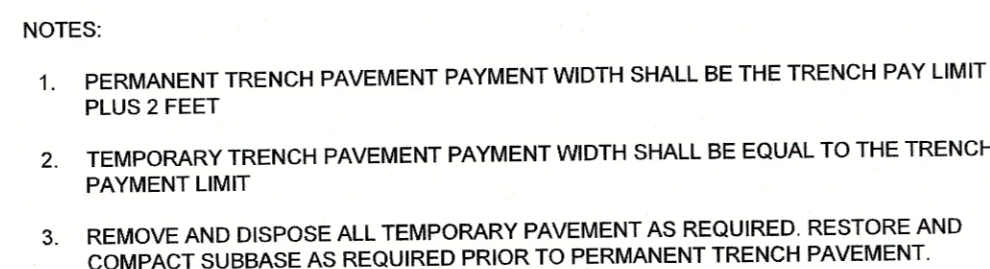 NOTES:
1. PERMANENT TRENCH PAVEMENT PAYMENT WIDTH SHALL BE THE TRENCH PAY LIMIT
PLUS 2 FEET
2. TEMPORARY TRENCH PAVEMENT PAYMENT WIDTH SHALL BE EQUAL TO THE TRENCH
PAYMENT LIMIT
3. REMOVE AND DISPOSE ALL TEMPORARY PAVEMENT AS REQUIRED. RESTORE AND
COMPACT SUBBASE AS REQUIRED PRIOR TO PERMANENT TRENCH PAVEMENT.